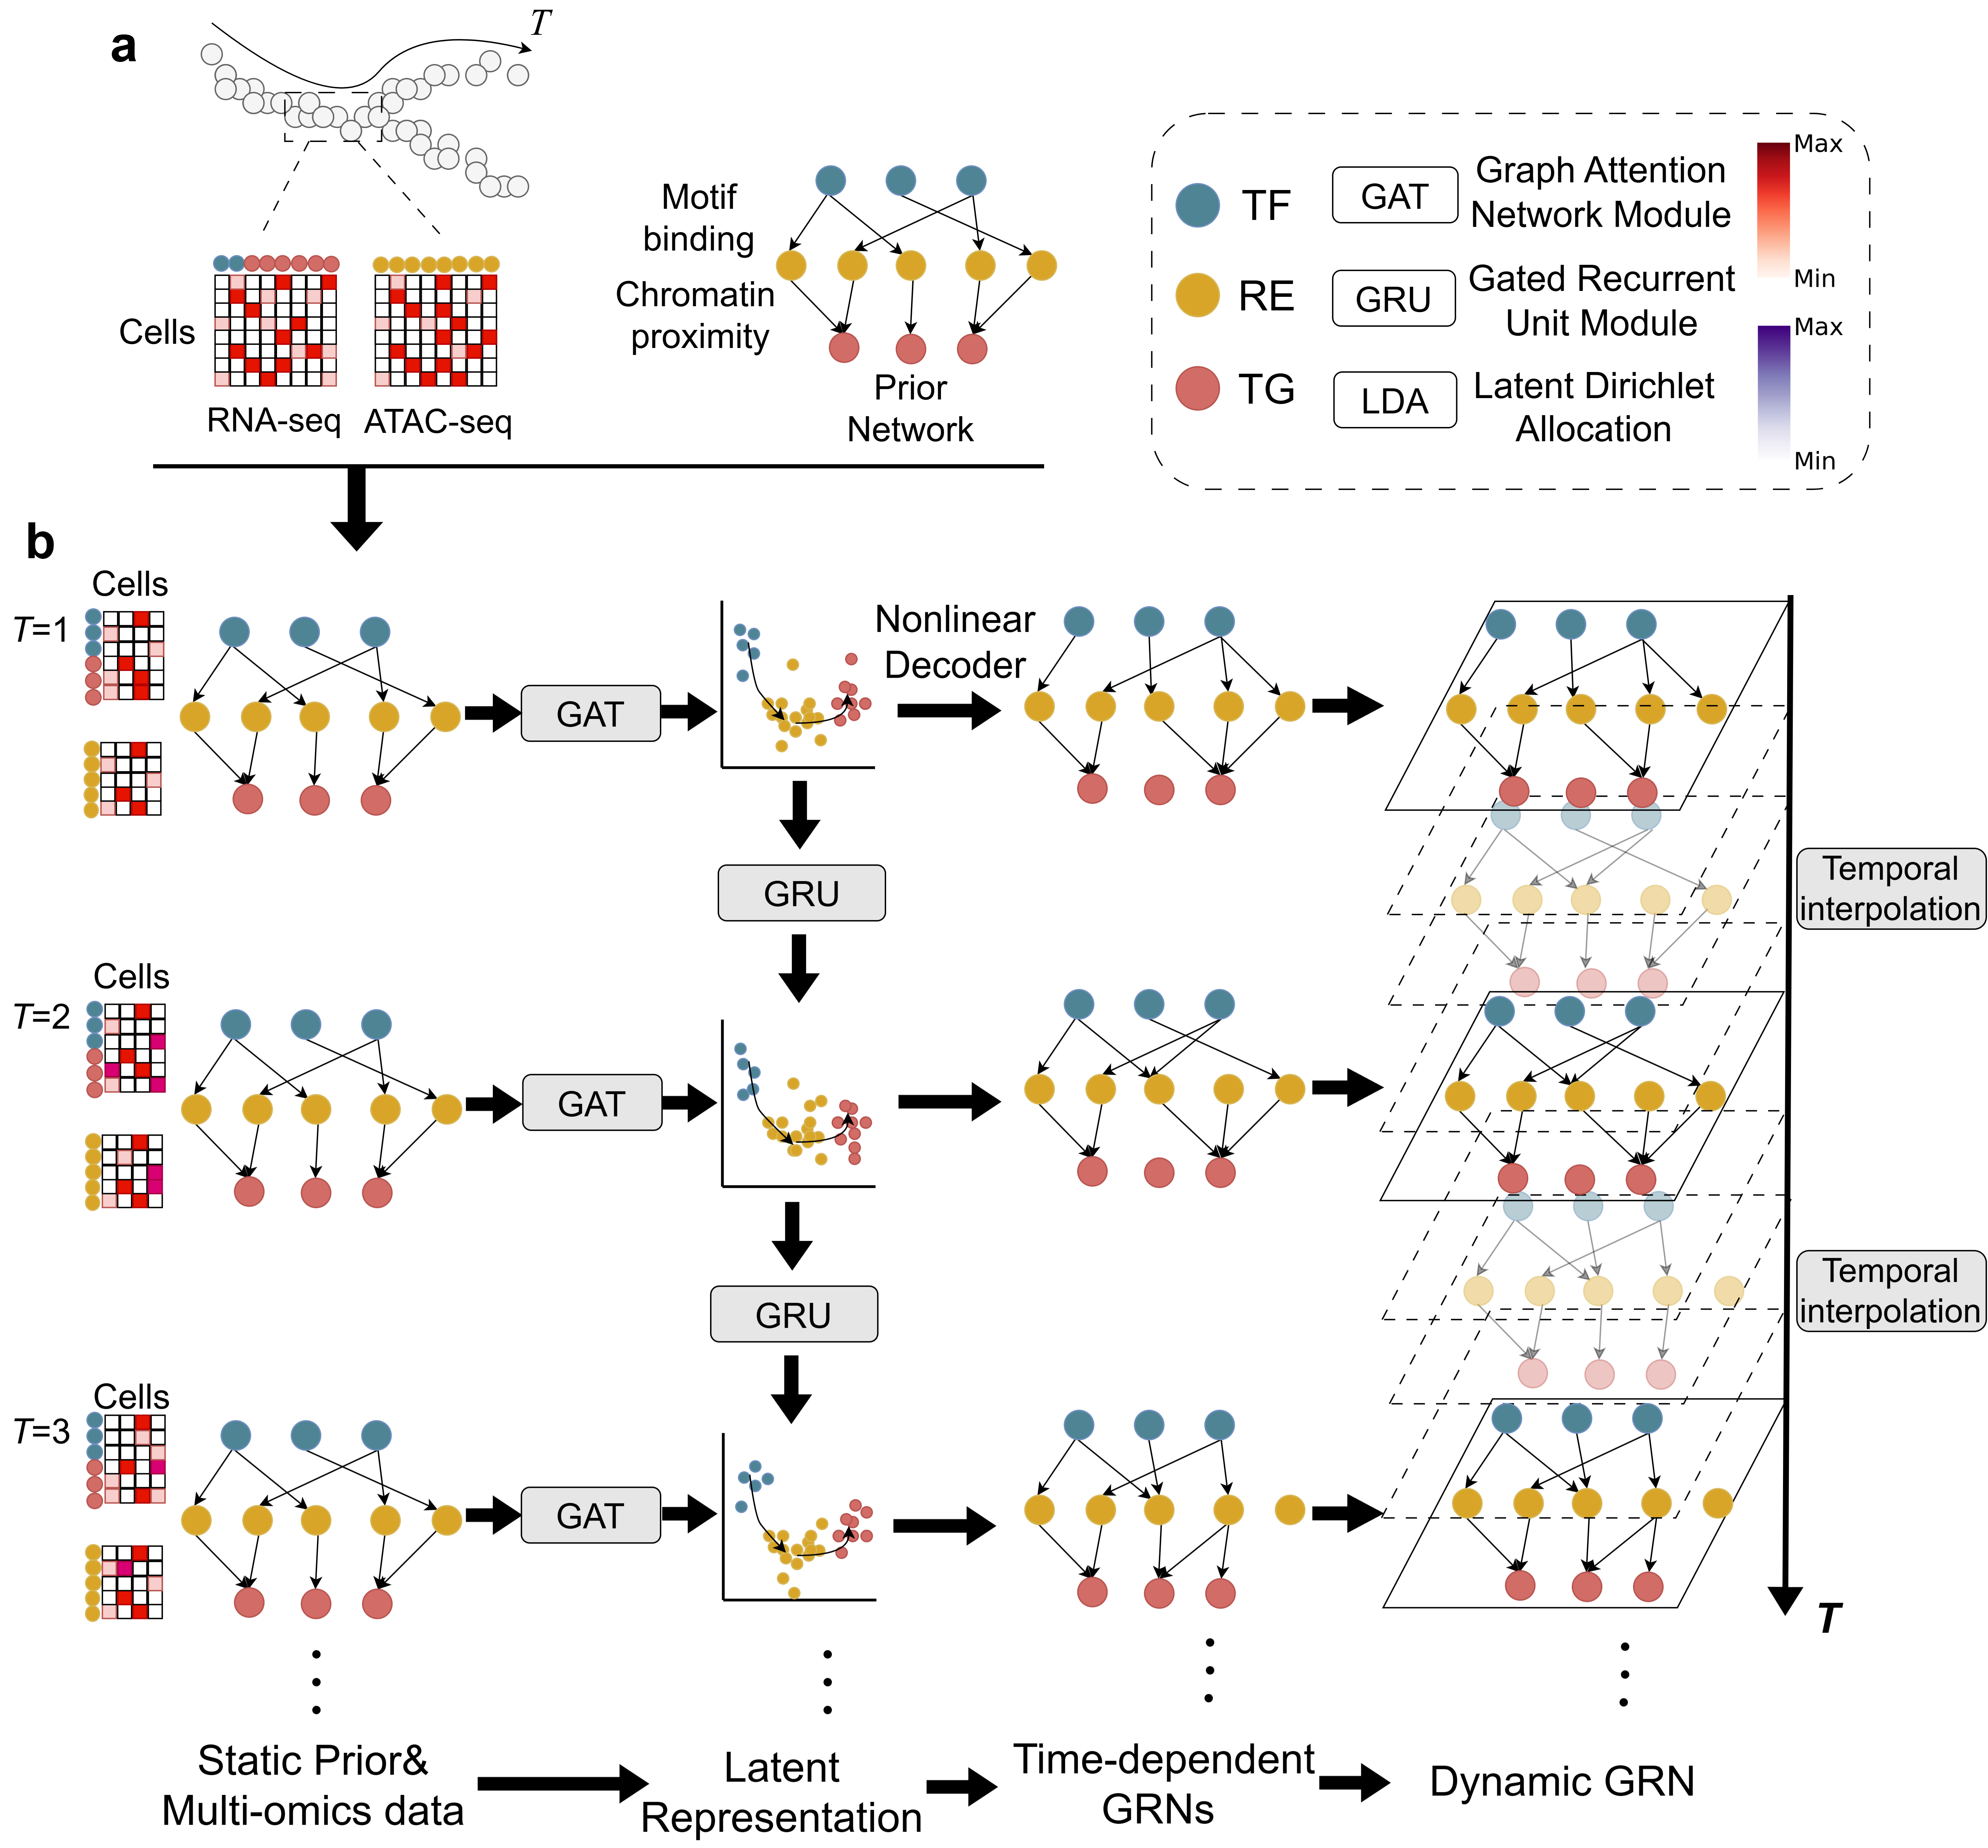 a
T
Motif
binding
Chromatin
proximity
Cells
RNA-seq
ATAC-seq
Prior
Network
TF
RE
TG
GAT
Graph Attention
Network Module
GRU
Gated Recurrent
Unit Module
LDA
Latent Dirichlet
Allocation
Max
Min
Max
Min
b
Cells
T=1
GAT
Nonlinear
Decoder
GRU
Temporal
interpolation
Cells
T=2
GAT
GRU
Temporal
interpolation
Cells
T=3
GAT
T
Static Prior&
Multi-omics data
Latent
Representation
Time-dependent
GRNs
Dynamic GRN